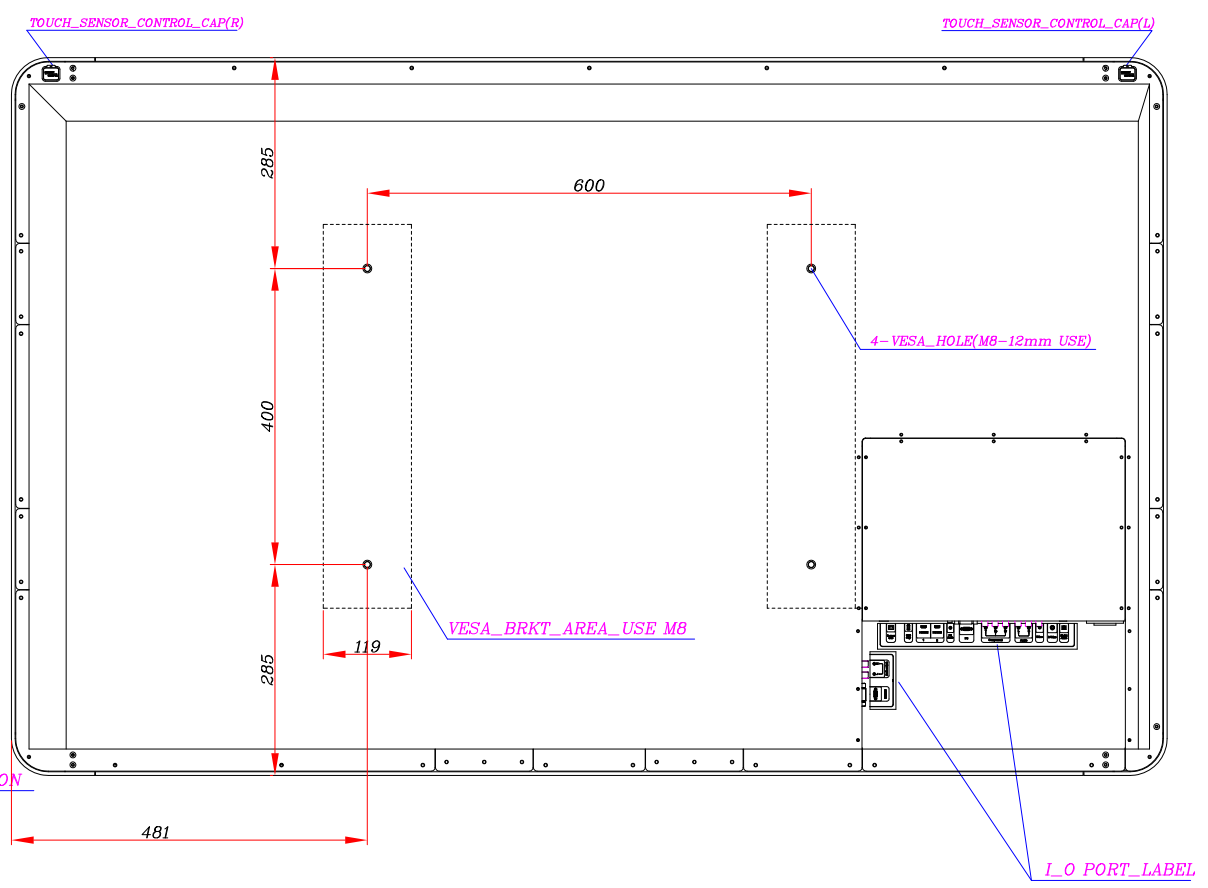 TOUCH_SENSOR_CONTROL_CAP(R)
TOUCH_SENSOR_CONTROL_CAP(L)
285
600
4-VESA_HOLE(M8-12mm USE)
400
VESA_BRKT_AREA_USE M8
119
285
ON
481
I_O PORT_LABEL